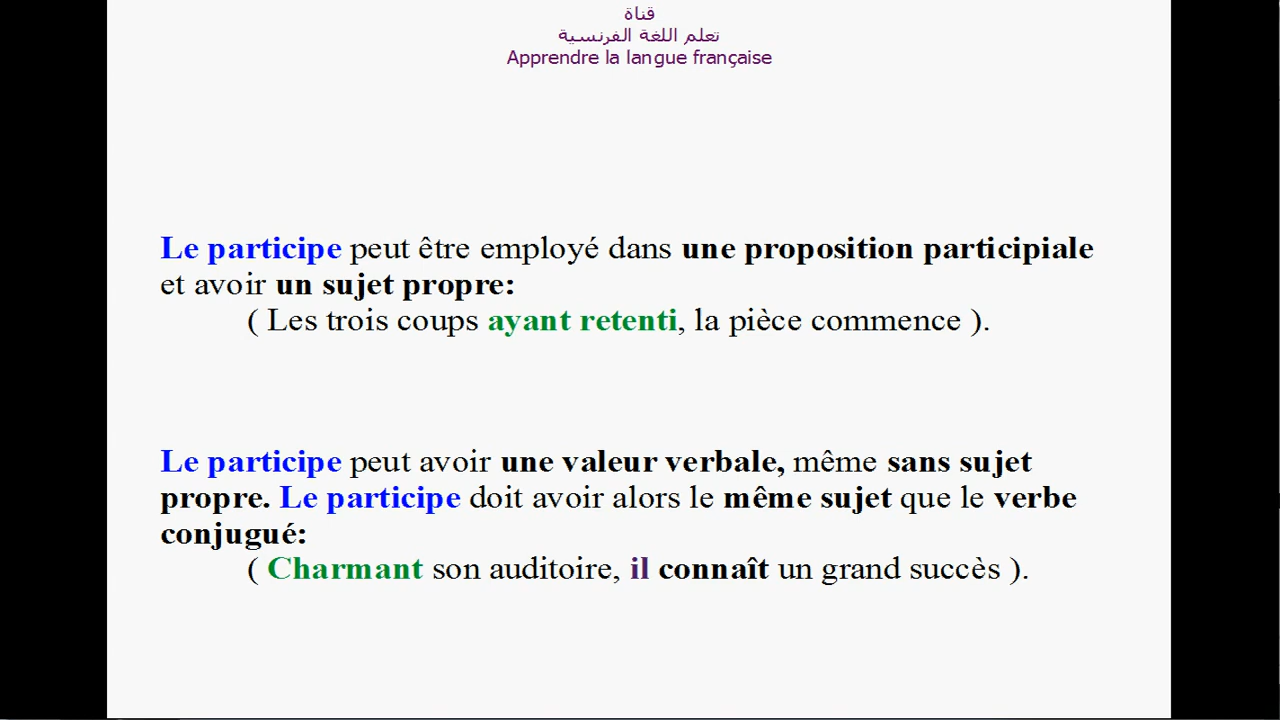 قناة
تعلم اللغة الفرنسية
Apprendre la langue française
Le participe peut être employé dans une proposition participiale
et avoir un sujet propre:
( Les trois coups ayant retenti, la pièce commence ).
Le participe peut avoir une valeur verbale, même sans sujet
propre. Le participe doit avoir alors le même sujet que le verbe
conjugué:
( Charmant son auditoire, il connaît un grand succès ).